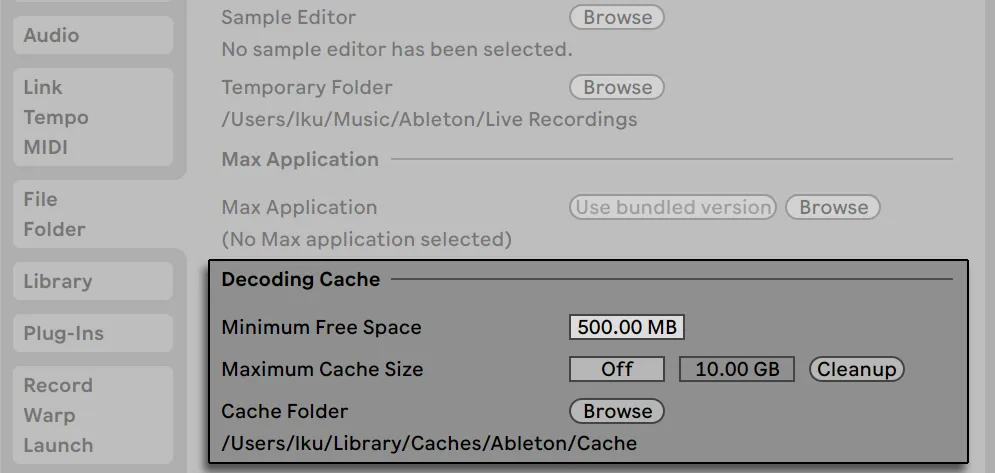 Audio
Link
Tempo
MIDI
File
Folder
Library
Plug-Ins
Record
Warp
Launch
Sample Editor Browse
No sample editor has been selected.
Temporary Folder Browse
/Users/Iku/Music/Ableton/Live Recordings
Max Application
Max Application Use bundled version Browse
(No Max application selected)
Decoding Cache
Minimum Free Space 500.00 MB
Maximum Cache Size Off 10.00 GB Cleanup
Cache Folder Browse
/Users/Iku/Library/Caches/Ableton/Cache